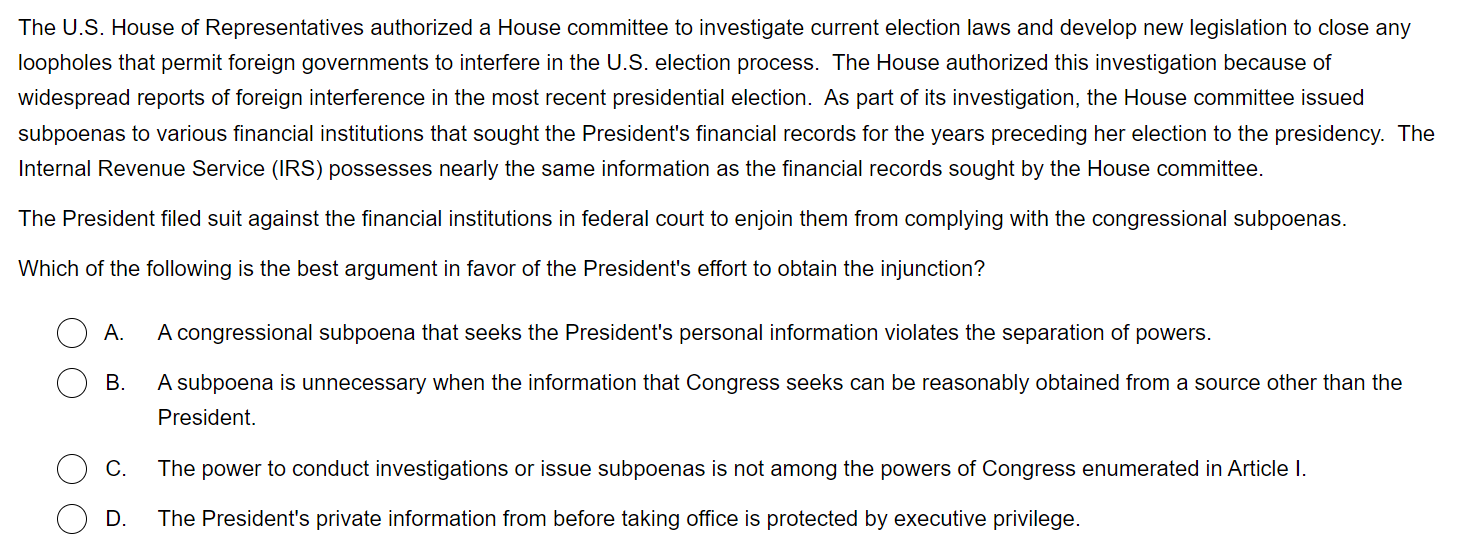 The U.S. House of Representatives authorized a House committee to investigate current election laws and develop new legislation to close any
loopholes that permit foreign governments to interfere in the U.S. election process.  The House authorized this investigation because of
widespread reports of foreign interference in the most recent presidential election.  As part of its investigation, the House committee issued
subpoenas to various financial institutions that sought the President's financial records for the years preceding her election to the presidency.  The
Internal Revenue Service (IRS) possesses nearly the same information as the financial records sought by the House committee.
The President filed suit against the financial institutions in federal court to enjoin them from complying with the congressional subpoenas.
Which of the following is the best argument in favor of the President's effort to obtain the injunction?
A. A congressional subpoena that seeks the President's personal information violates the separation of powers.
B. A subpoena is unnecessary when the information that Congress seeks can be reasonably obtained from a source other than the
President.
C. The power to conduct investigations or issue subpoenas is not among the powers of Congress enumerated in Article I.
D. The President's private information from before taking office is protected by executive privilege.